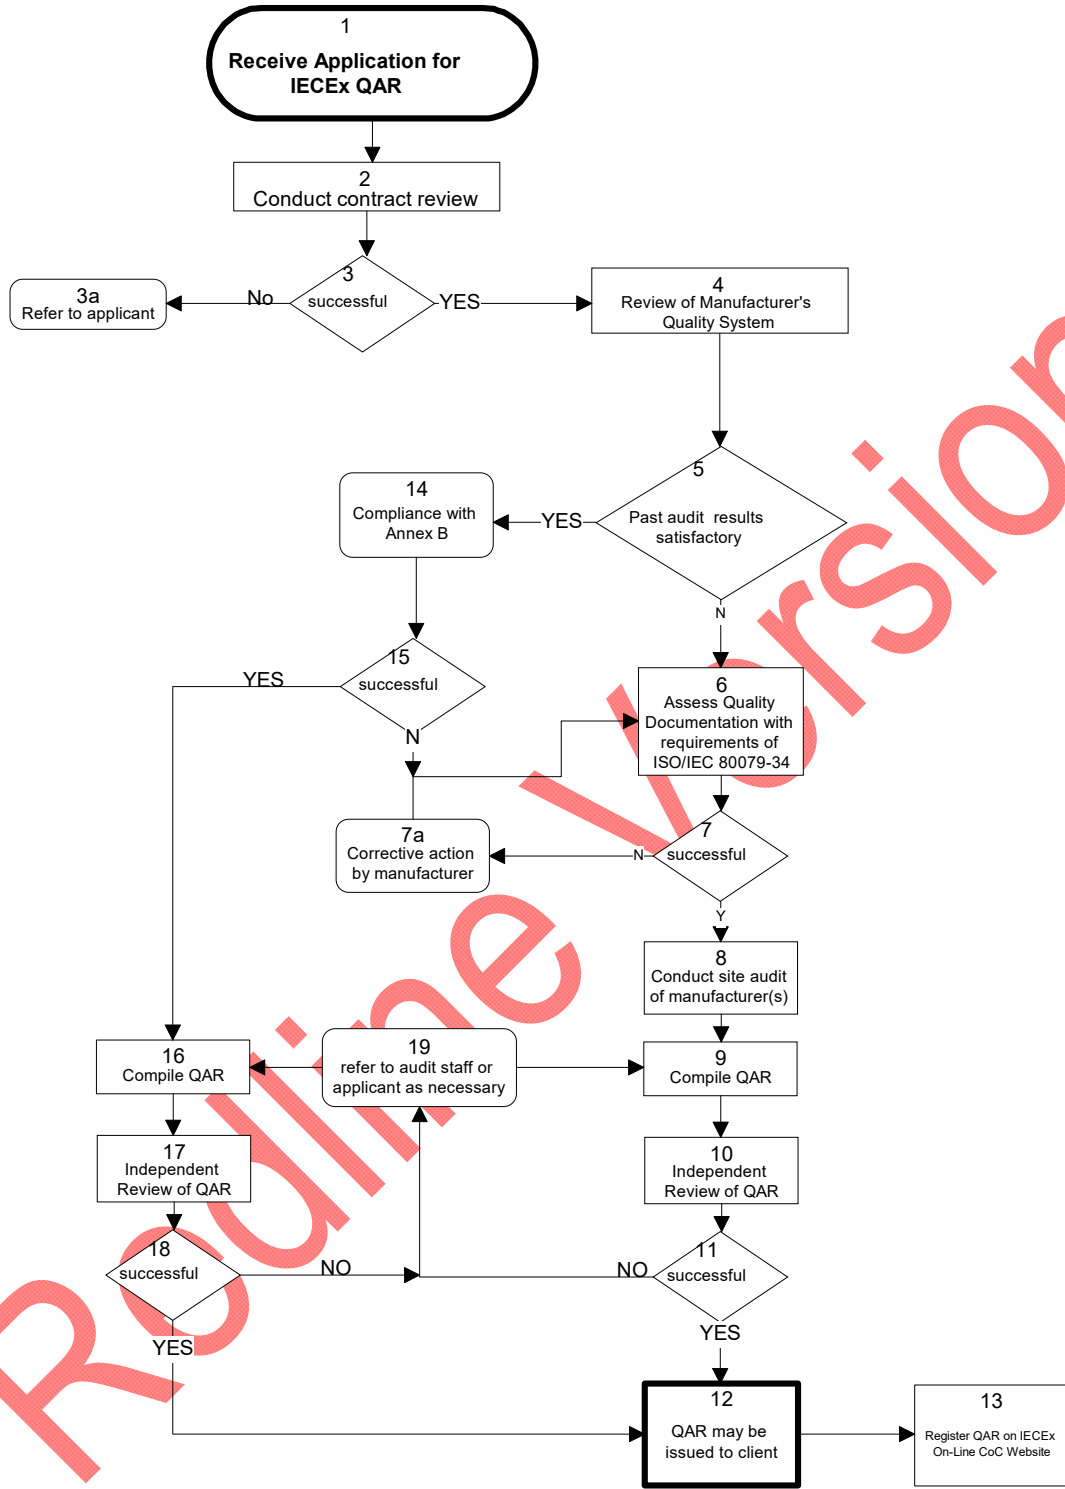 1
Receive Application for
IECEx QAR
2
Conduct contract review
3
successful
No
YES
3a
Refer to applicant
4
Review of Manufacturer's
Quality System
5
Past audit results
satisfactory
YES
N
14
Compliance with
Annex B
15
successful
YES
N
6
Assess Quality
Documentation with
requirements of
ISO/IEC 80079-34
7
successful
N
Y
7a
Corrective action
by manufacturer
8
Conduct site audit
of manufacturer(s)
16
Compile QAR
19
refer to audit staff or
applicant as necessary
9
Compile QAR
17
Independent
Review of QAR
10
Independent
Review of QAR
18
successful
NO
YES
11
successful
NO
YES
12
QAR may be
issued to client
13
Register QAR on IECEx
On-Line CoC Website
Redline Version